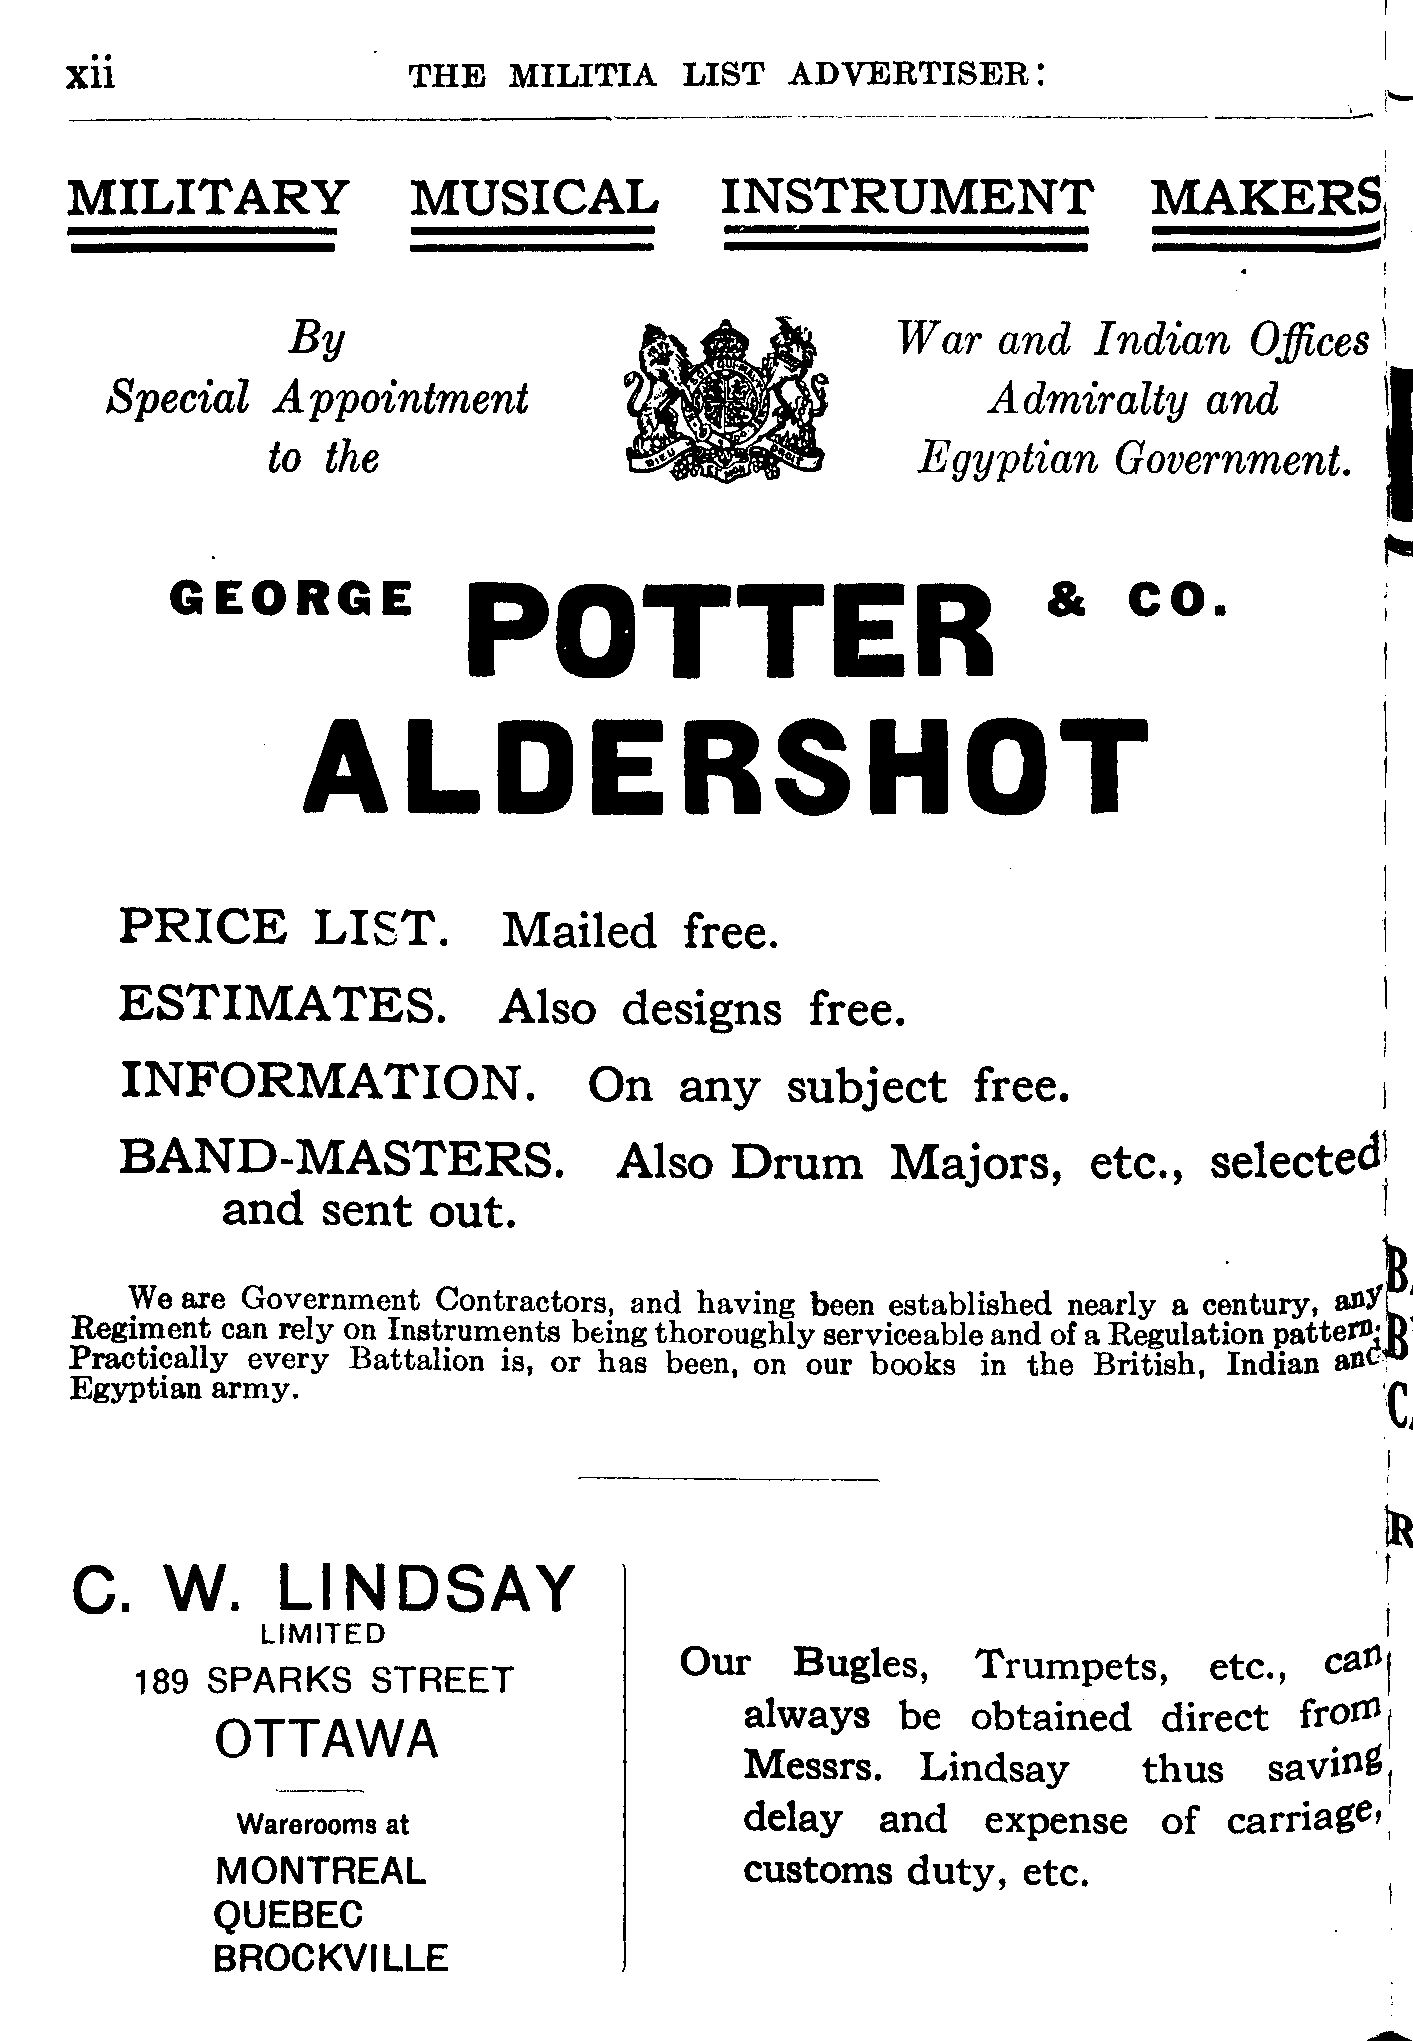 xii THE MILITIA LIST ADVERTISER:
MILITARY MUSICAL INSTRUMENT MAKERS
By
Special Appointment
to the
DIEU ET MON DROIT
War and Indian Offices
Admiralty and
Egyptian Government.
GEORGE POTTER & CO.
ALDERSHOT
PRICE LIST. Mailed free.
ESTIMATES. Also designs free.
INFORMATION. On any subject free.
BAND-MASTERS. Also Drum Majors, etc., selected
and sent out.
We are Government Contractors, and having been established nearly a century, any
Regiment can rely on Instruments being thoroughly serviceable and of a Regulation pattern;
Practically every Battalion is, or has been, on our books in the British, Indian and
Egyptian army.
C. W. LINDSAY
LIMITED
189 SPARKS STREET
OTTAWA
Warerooms at
MONTREAL
QUEBEC
BROCKVILLE
Our Bugles, Trumpets, etc., can
always be obtained direct from
Messrs. Lindsay thus saving
delay and expense of carriage,
customs duty, etc.